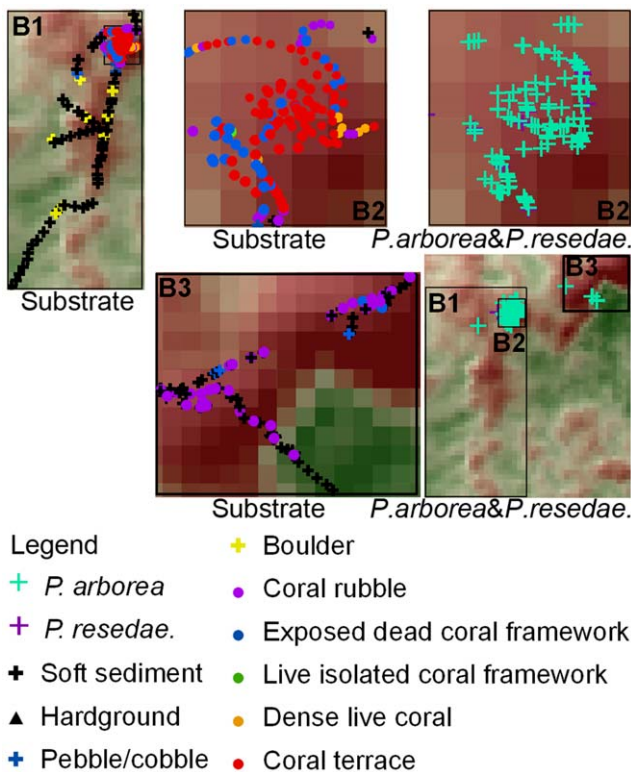 B1
B2
B2
Substrate
P.arborea&P.resedae.
Substrate
B3
B1
B2
B3
Substrate
P.arborea&P.resedae.
Legend
P. arborea
P. resedae.
Soft sediment
Hardground
Pebble/cobble
Boulder
Coral rubble
Exposed dead coral framework
Live isolated coral framework
Dense live coral
Coral terrace